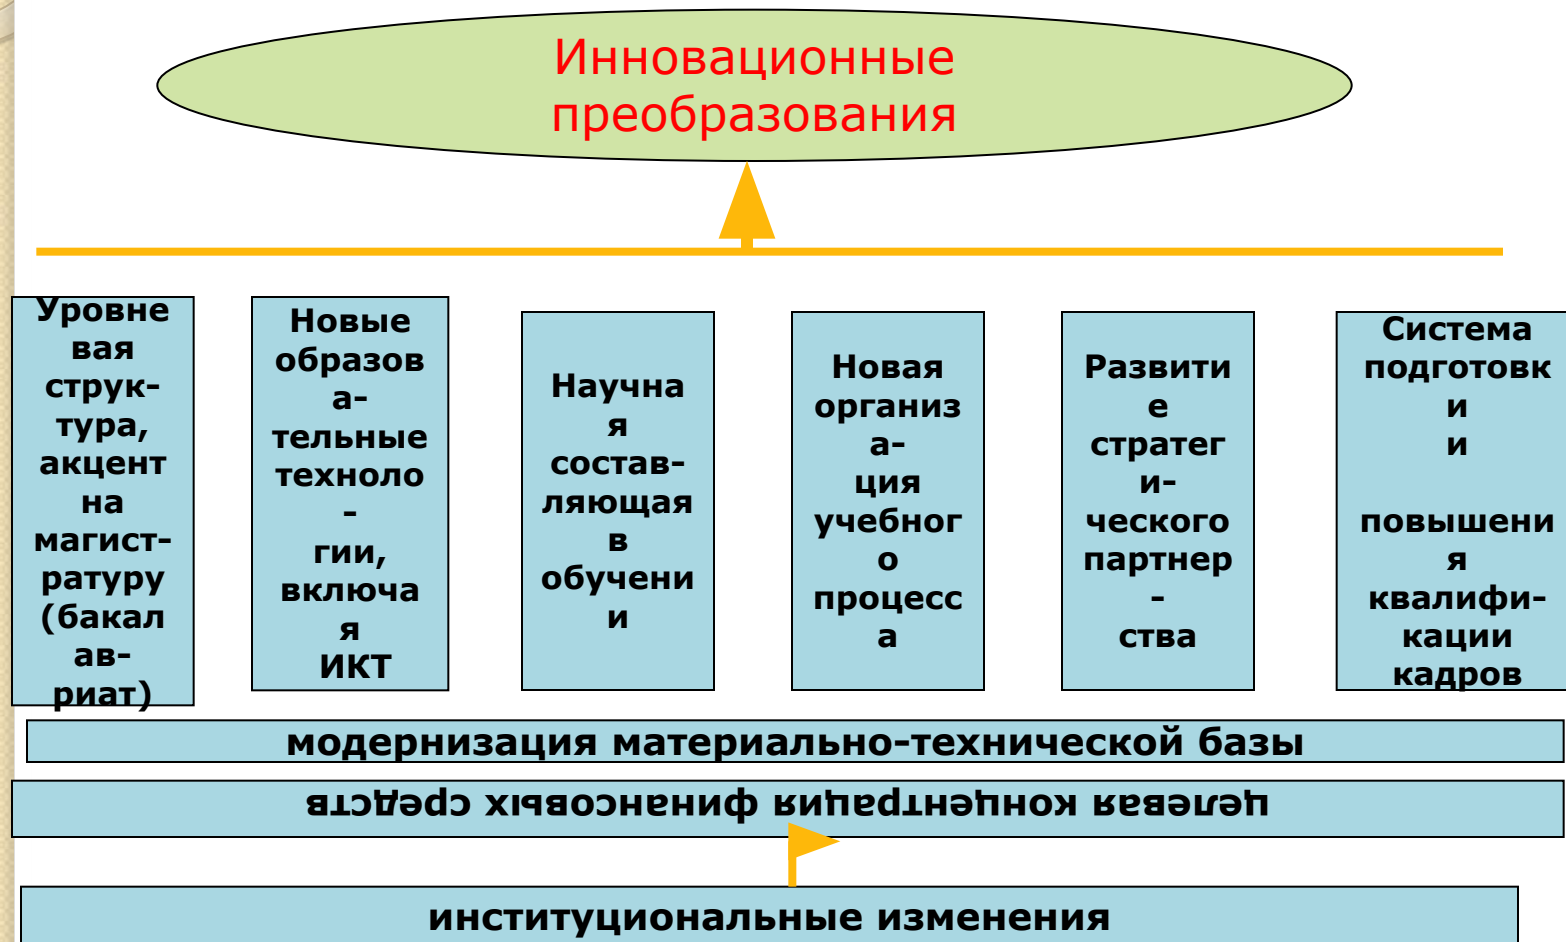 Инновационные
преобразования
Уровне
вая
струк-
тура,
акцент
на
магист-
ратуру
(бакал
ав-
риат)
Новые
образов
а-
тельные
техноло
-
гии,
включа
я
ИКТ
Научна
я
состав-
ляющая
в
обучени
и
Новая
организ
а-
ция
учебног
о
процесс
а
Развити
е
стратег
и-
ческого
партнер
-
ства
Система
подготовк
и
и
повышени
я
квалифи-
кации
кадров
модернизация материально-технической базы
целевая концентрация финансовых средств
институциональные изменения